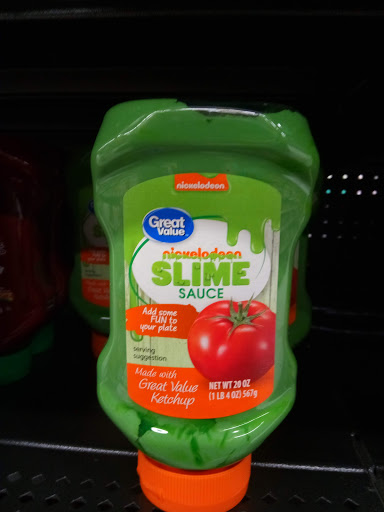 nickelodeon
Great
Value
nickelodeon
SLIME
SAUCE
Add some
FUN to
your plate
serving
suggestion
Made with
Great Value
Ketchup
NET WT 20 OZ
(1 LB 4 OZ) 567g